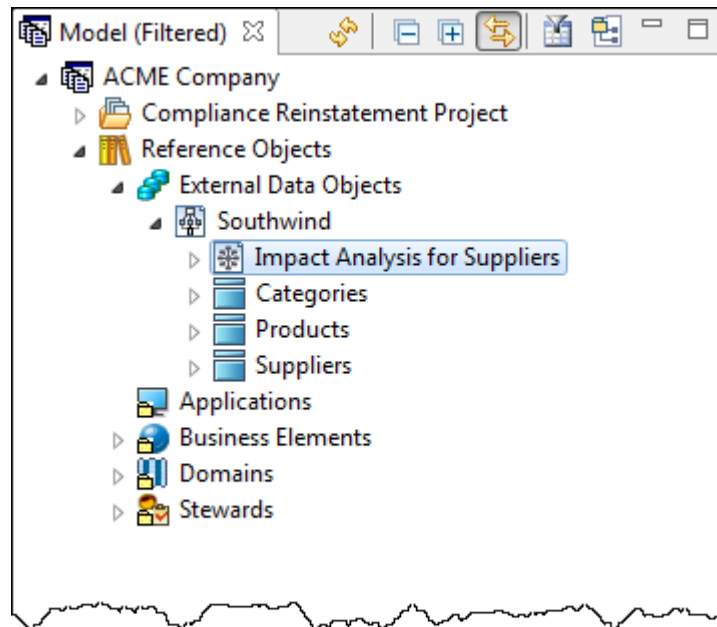 Model (Filtered)
ACME Company
Compliance Reinstatement Project
Reference Objects
External Data Objects
Southwind
Impact Analysis for Suppliers
Categories
Products
Suppliers
Applications
Business Elements
Domains
Stewards